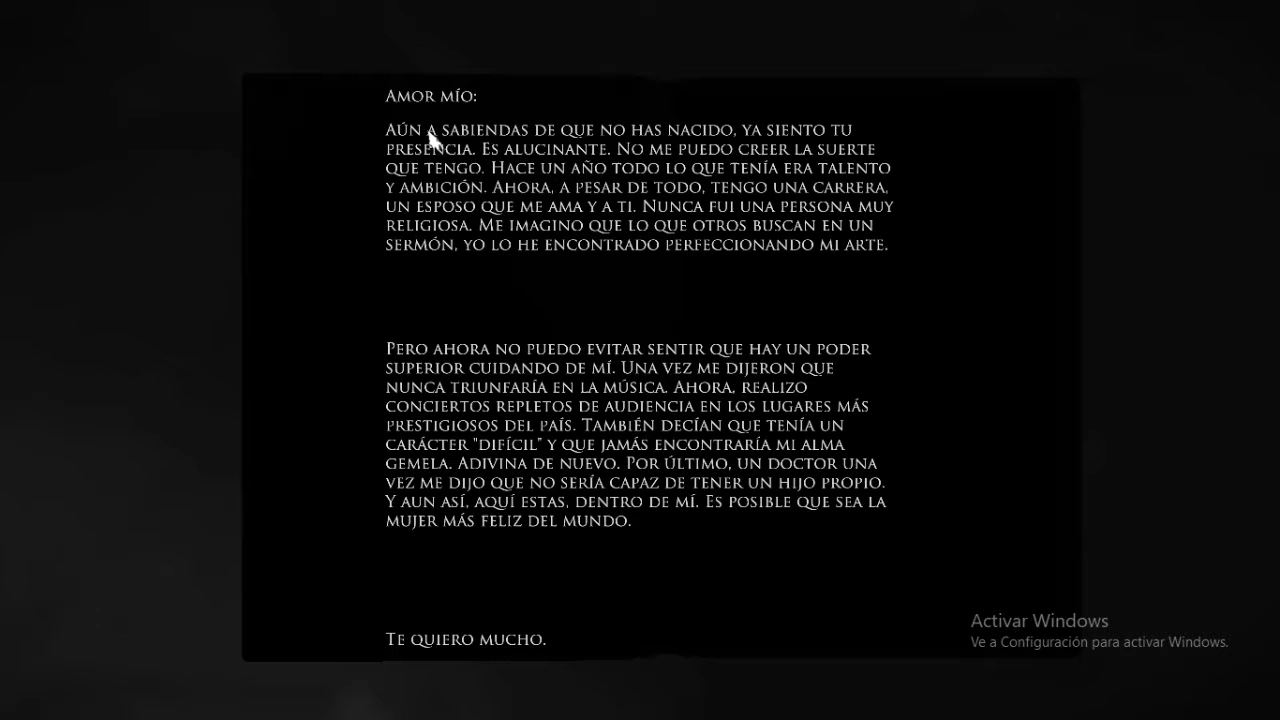 Amor mío:
Aún a sabiendas de que no has nacido, ya siento tu
presencia. Es alucinante. No me puedo creer la suerte
que tengo. Hace un año todo lo que tenía era talento
y ambición. Ahora, a pesar de todo, tengo una carrera,
un esposo que me ama y a ti. Nunca fui una persona muy
religiosa. Me imagino que lo que otros buscan en un
sermón, yo lo he encontrado perfeccionando mi arte.
Pero ahora no puedo evitar sentir que hay un poder
superior cuidando de mí. Una vez me dijeron que
nunca triunfaría en la música. Ahora, realizo
conciertos repletos de audiencia en los lugares más
prestigiosos del país. También decían que tenía un
carácter "difícil" y que jamás encontraría mi alma
gemela. Adivina de nuevo. Por último, un doctor una
vez me dijo que no sería capaz de tener un hijo propio.
Y aun así, aquí estas, dentro de mí. Es posible que sea la
mujer más feliz del mundo.
Te quiero mucho.
Activar Windows
Ve a Configuración para activar Windows.